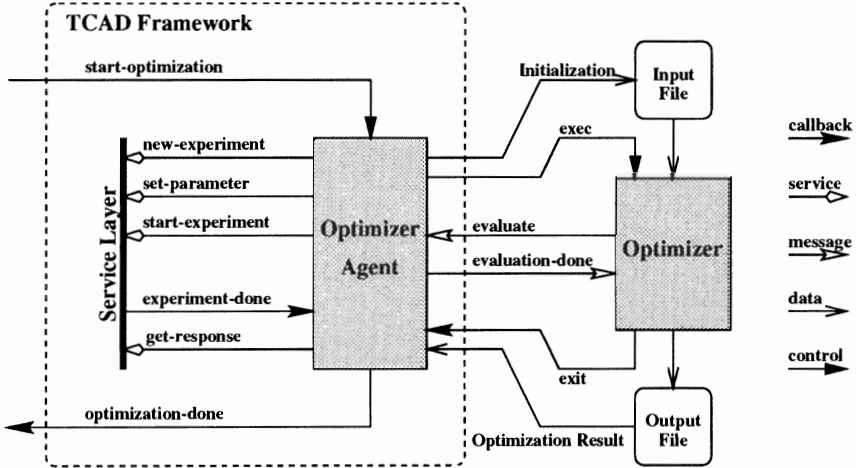 TCAD Framework
start-optimization
Initialization
Input
File
exec
callback
new-experiment
set-parameter
service
start-experiment
Service Layer
Optimizer
Agent
evaluate
evaluation-done
Optimizer
message
experiment-done
data
get-response
exit
control
optimization-done
Optimization Result
Output
File